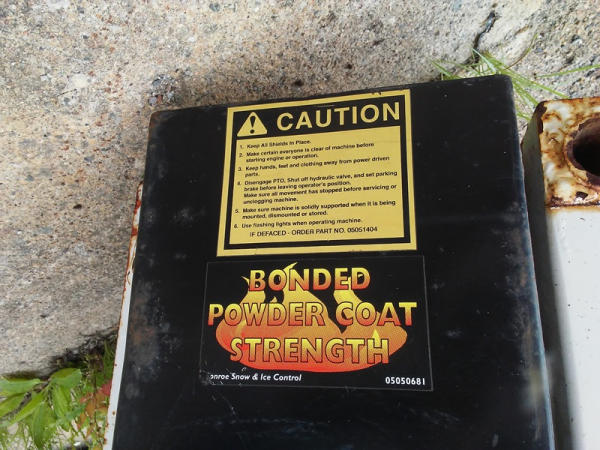 CAUTION
1. Keep All Shields In Place.
2. Make certain everyone is clear of machine before
starting engine or operation.
3. Keep hands, feet and clothing away from power driven
parts.
4. Disengage PTO, Shut off hydraulic valve, and set parking
brake before leaving operator's position.
Make sure all movement has stopped before servicing or
unclogging machine.
5. Make sure machine is solidly supported when it is being
mounted, dismounted or stored.
6. Use flashing lights when operating machine.
IF DEFACED - ORDER PART NO. 05051404
BONDED
POWDER COAT
STRENGTH
onroe Snow & Ice Control 05050681